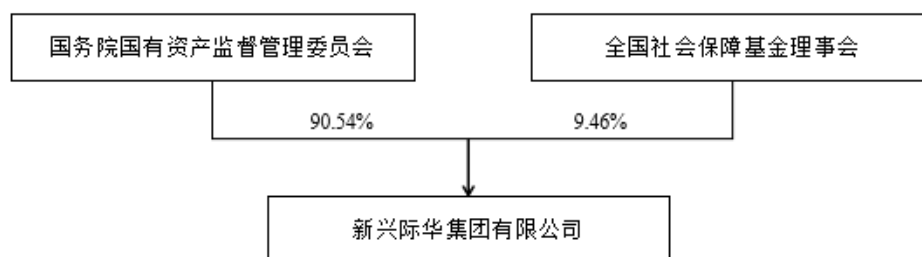 国务院国有资产监督管理委员会
全国社会保障基金理事会
90.54%
9.46%
新兴际华集团有限公司